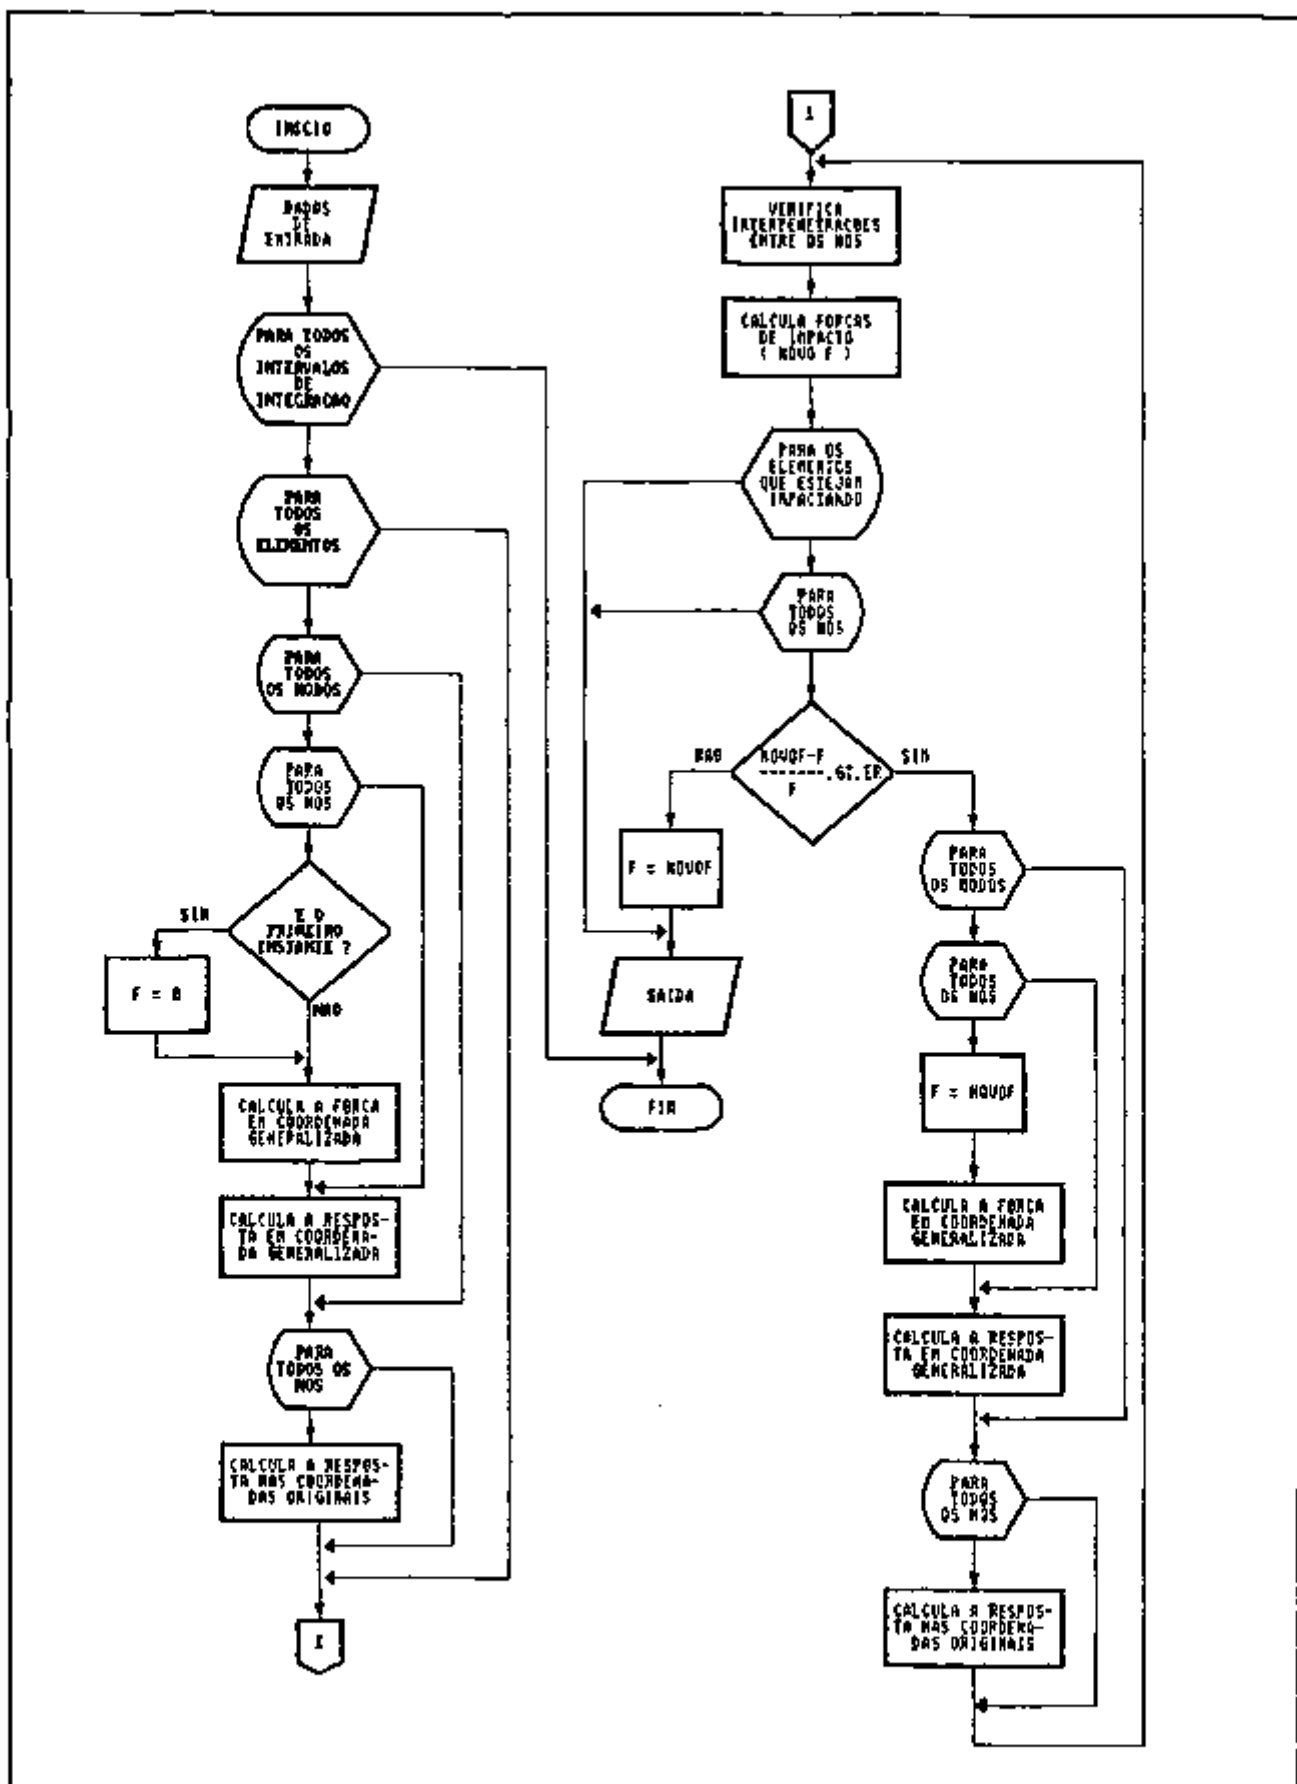 INICIO
DADOS
DE
ENTRADA
PARA TODOS
OS
INTERVALOS
DE
INTEGRACAO
PARA
TODOS
OS
ELEMENTOS
PARA
TODOS
OS MODOS
PARA
TODOS
OS NOS
E O
PRIMEIRO
INSTANTE ?
SIM
NAO
F = 0
CALCULA A FORCA
EM COORDENADA
GENERALIZADA
CALCULA A RESPOS-
TA EM COORDENA-
DA GENERALIZADA
PARA
TODOS OS
NOS
CALCULA A RESPOS-
TA NAS COORDENA-
DAS ORIGINAIS
1
1
VERIFICA
INTERPENETRACOES
ENTRE OS NOS
CALCULA FORCAS
DE IMPACTO
( NOVO F )
PARA OS
ELEMENTOS
QUE ESTEJAM
IMPACTANDO
PARA
TODOS
OS NOS
NAO
NOVOF-F
-------.GT.ER
F
SIM
F = NOVOF
SAIDA
FIM
PARA
TODOS
OS MODOS
PARA
TODOS
OS NOS
F = NOVOF
CALCULA A FORCA
EM COORDENADA
GENERALIZADA
CALCULA A RESPOS-
TA EM COORDENADA
GENERALIZADA
PARA
TODOS
OS NOS
CALCULA A RESPOS-
TA NAS COORDENA-
DAS ORIGINAIS